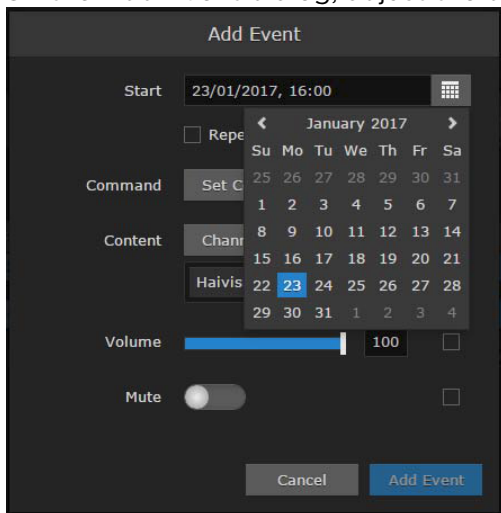 Add Event
Start 23/01/2017, 16:00
Repe
January 2017
Su Mo Tu We Th Fr Sa
25 26 27 28 29 30 31
Command Set C
1 2 3 4 5 6 7
Content Chann
8 9 10 11 12 13 14
15 16 17 18 19 20 21
Haivis
22 23 24 25 26 27 28
29 30 31 1 2 3 4
Volume 100
Mute
Cancel Add Event